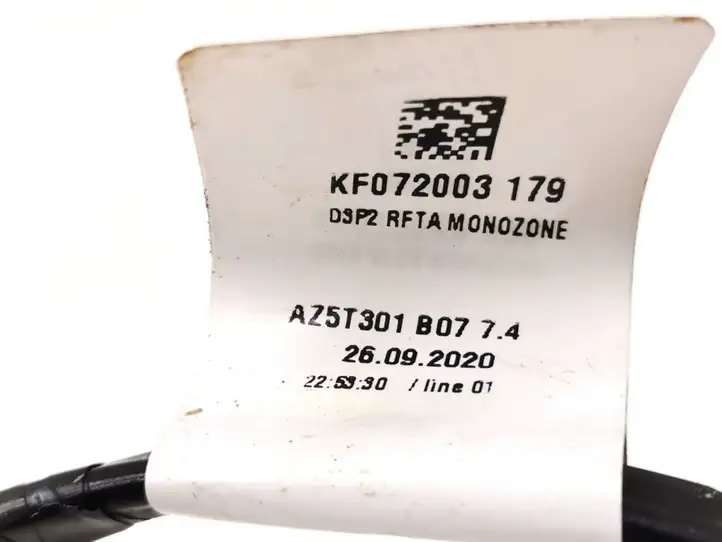 KF072003 179
D3P2 RFTA MONOZONE
AZ5T301 B07 7.4
26.09.2020
22:53:30 / line 01